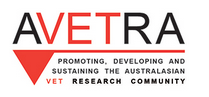 AVETRA
PROMOTING, DEVELOPING AND
SUSTAINING THE AUSTRALASIAN
VET RESEARCH COMMUNITY